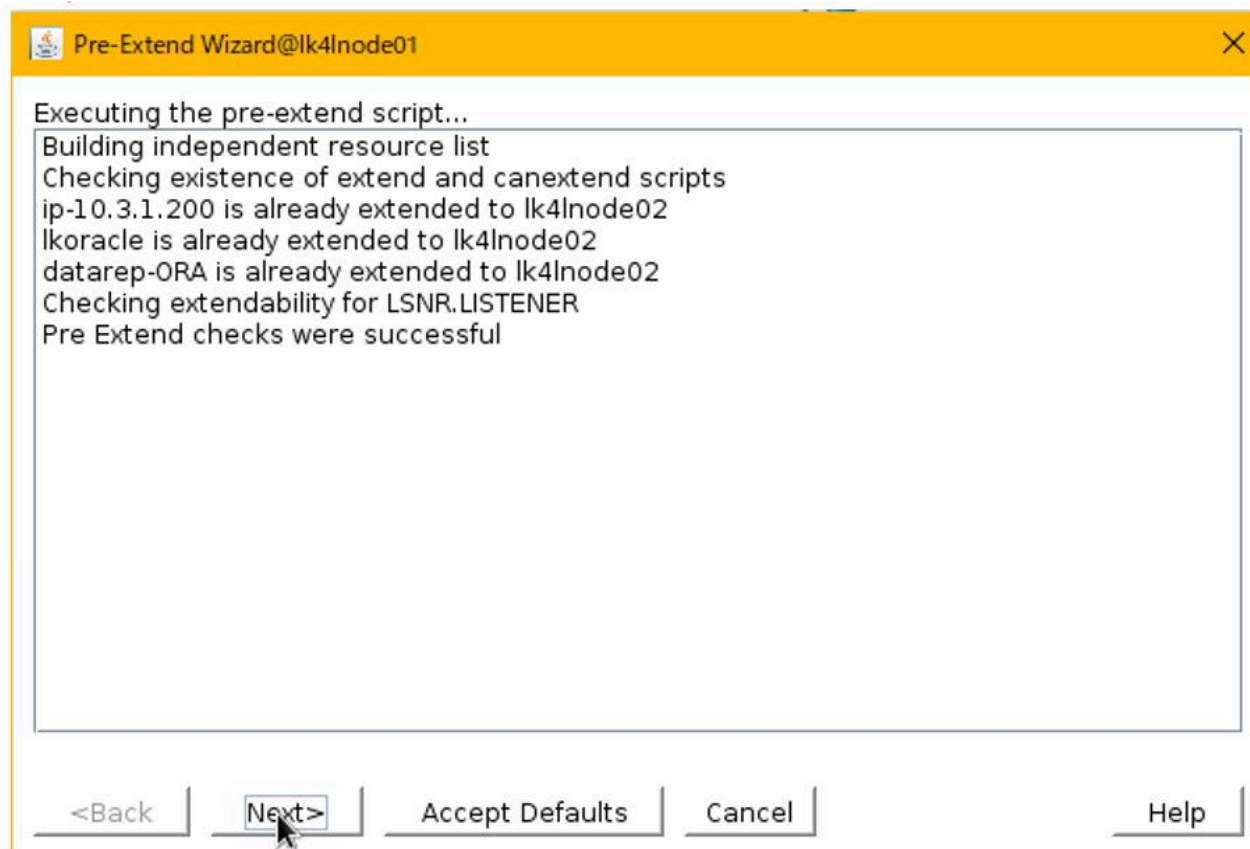 Pre-Extend Wizard@lk4lnode01
Executing the pre-extend script...
Building independent resource list
Checking existence of extend and canextend scripts
ip-10.3.1.200 is already extended to lk4lnode02
lkoracle is already extended to lk4lnode02
datarep-ORA is already extended to lk4lnode02
Checking extendability for LSNR.LISTENER
Pre Extend checks were successful
<Back Next> Accept Defaults Cancel Help